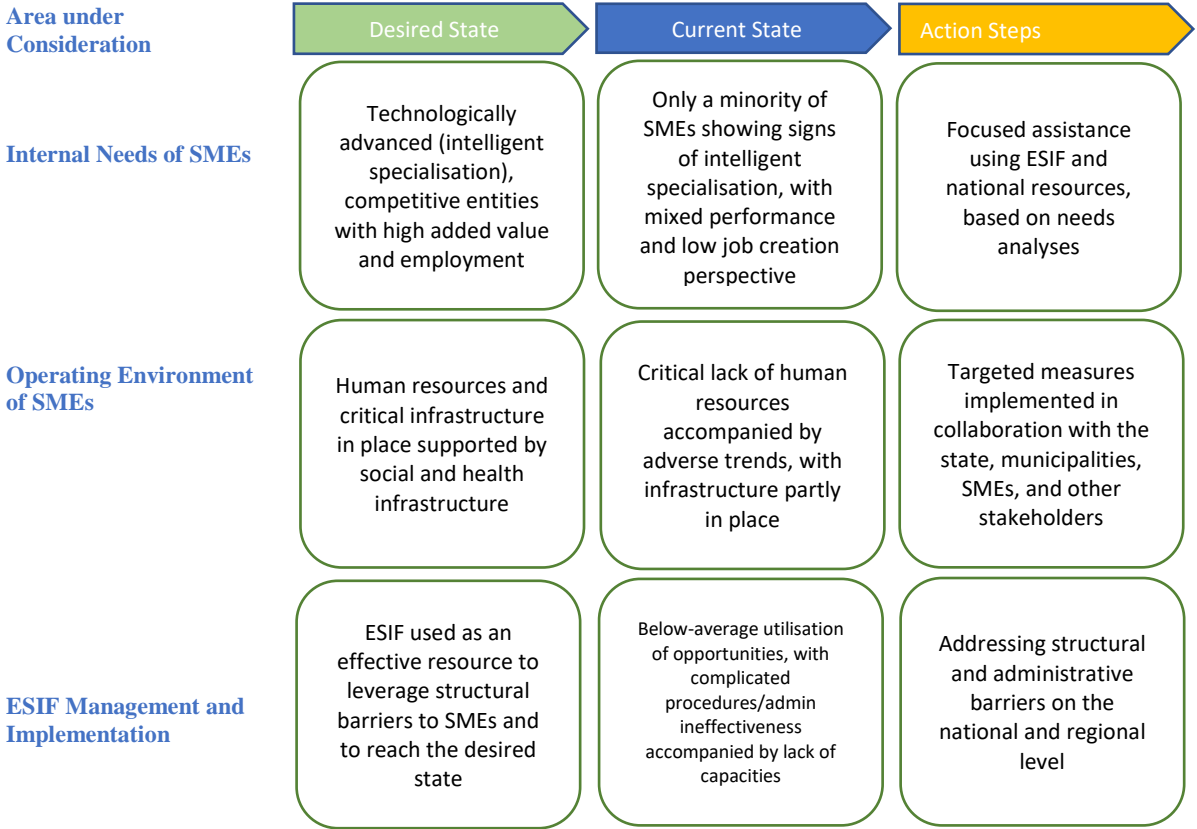 Area under
Consideration
Desired State
Current State
Action Steps
Internal Needs of SMEs
Technologically
advanced (intelligent
specialisation),
competitive entities
with high added value
and employment
Only a minority of
SMEs showing signs
of intelligent
specialisation, with
mixed performance
and low job creation
perspective
Focused assistance
using ESIF and
national resources,
based on needs
analyses
Operating Environment
of SMEs
Human resources and
critical infrastructure
in place supported by
social and health
infrastructure
Critical lack of human
resources
accompanied by
adverse trends, with
infrastructure partly
in place
Targeted measures
implemented in
collaboration with the
state, municipalities,
SMEs, and other
stakeholders
ESIF Management and
Implementation
ESIF used as an
effective resource to
leverage structural
barriers to SMEs and
to reach the desired
state
Below-average utilisation
of opportunities, with
complicated
procedures/admin
ineffectiveness
accompanied by lack of
capacities
Addressing structural
and administrative
barriers on the
national and regional
level